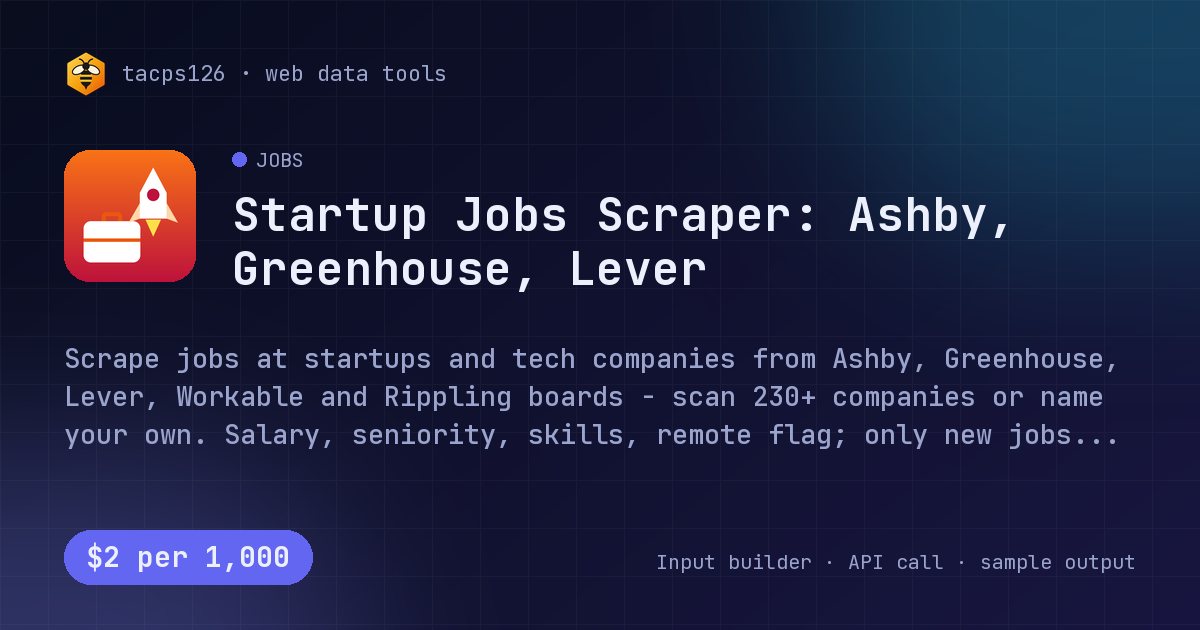 tacps126 · web data tools
JOBS
Startup Jobs Scraper: Ashby,
Greenhouse, Lever
Scrape jobs at startups and tech companies from Ashby, Greenhouse,
Lever, Workable and Rippling boards - scan 230+ companies or name
your own. Salary, seniority, skills, remote flag; only new jobs...
$2 per 1,000
Input builder · API call · sample output